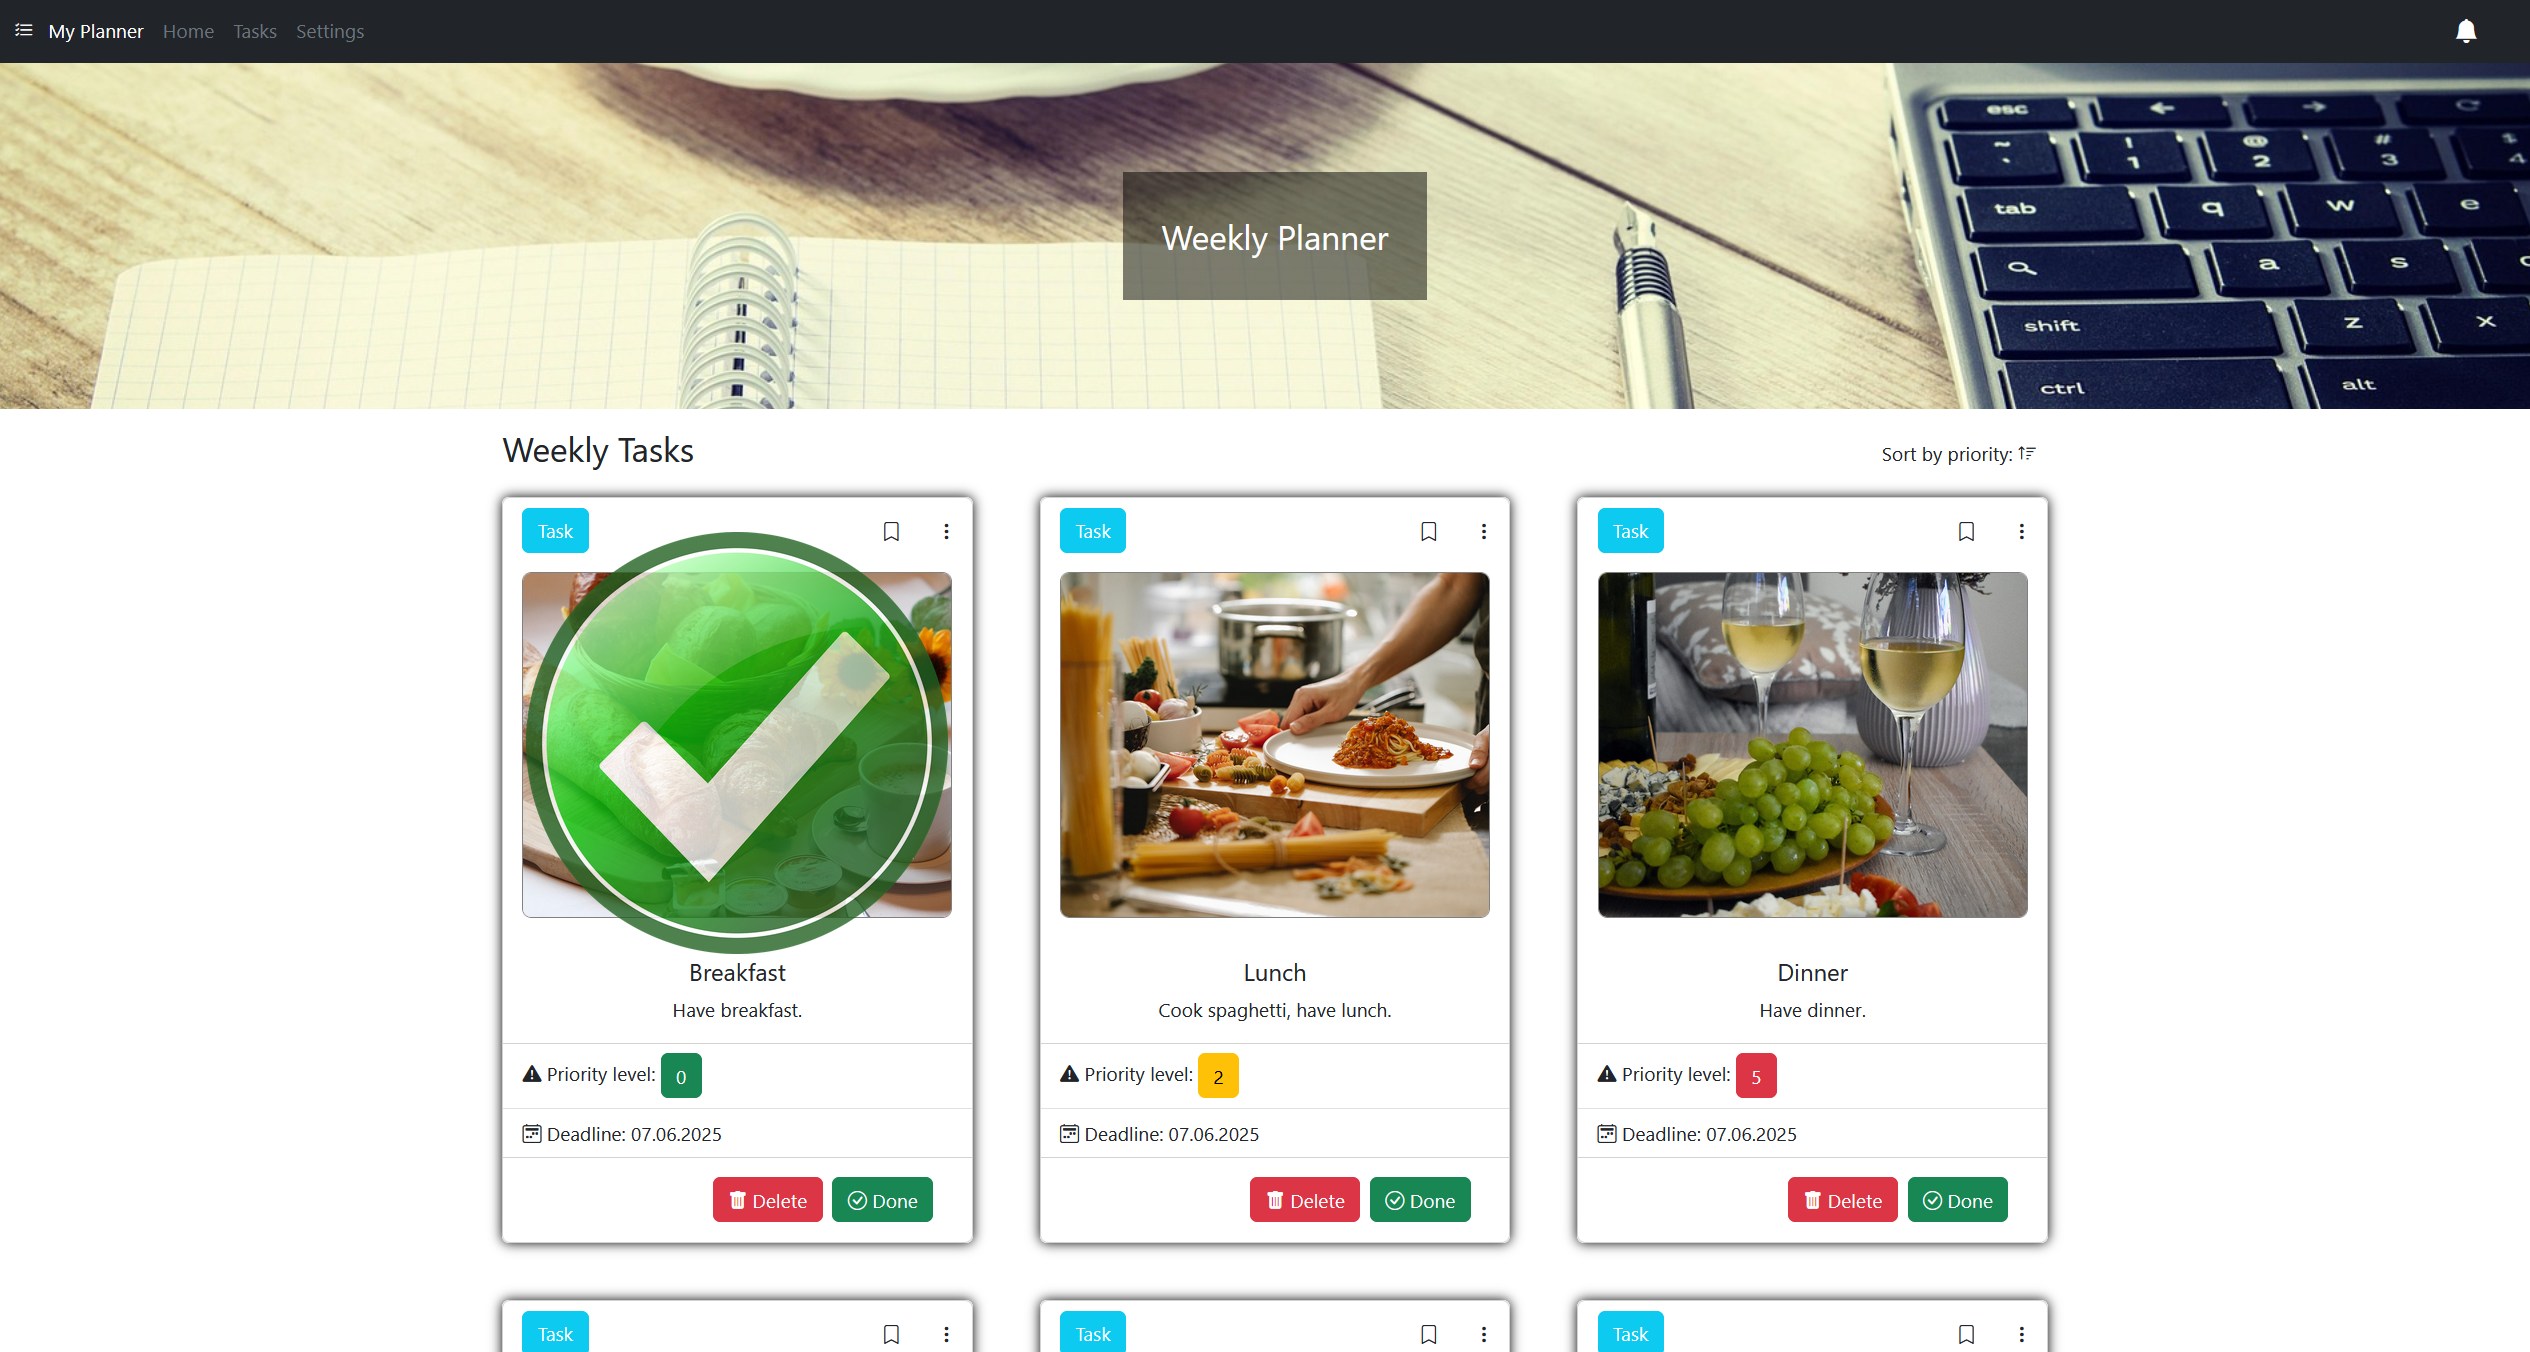 My Planner Home Tasks Settings
esc
~ ! @ # $
` 1 2 3 4
tab q w e
a s
shift z x
ctrl alt
Weekly Planner
Weekly Tasks
Sort by priority:
Task
Task
Task
Breakfast
Lunch
Dinner
Have breakfast.
Cook spaghetti, have lunch.
Have dinner.
Priority level: 0
Priority level: 2
Priority level: 5
Deadline: 07.06.2025
Deadline: 07.06.2025
Deadline: 07.06.2025
Delete Done
Delete Done
Delete Done
Task
Task
Task